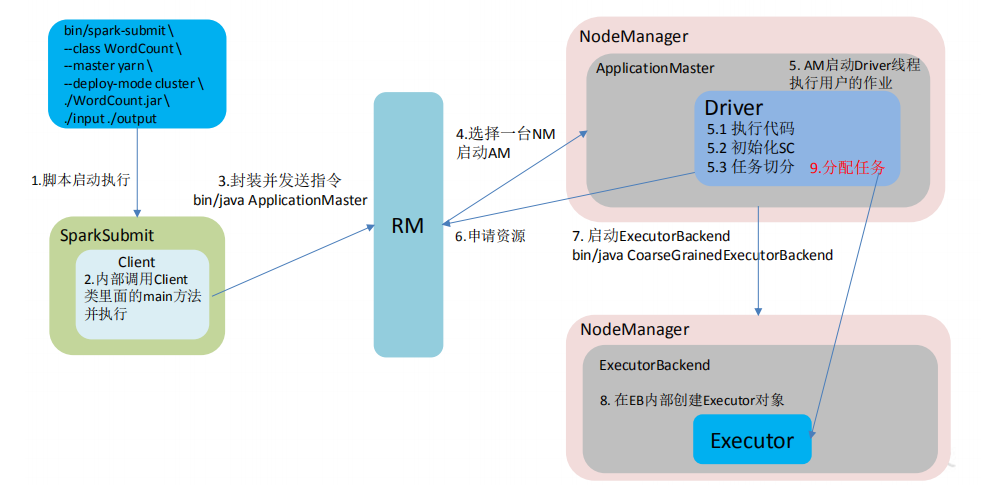 bin/spark-submit \
--class WordCount \
--master yarn \
--deploy-mode cluster \
./WordCount.jar \
./input ./output
1.脚本启动执行
SparkSubmit
Client
2.内部调用Client
类里面的main方法
并执行
3.封装并发送指令
bin/java ApplicationMaster
RM
4.选择一台NM
启动AM
6.申请资源
NodeManager
ApplicationMaster
5. AM启动Driver线程
执行用户的作业
Driver
5.1 执行代码
5.2 初始化SC
5.3 任务切分
9.分配任务
7. 启动ExecutorBackend
bin/java CoarseGrainedExecutorBackend
NodeManager
ExecutorBackend
8. 在EB内部创建Executor对象
Executor